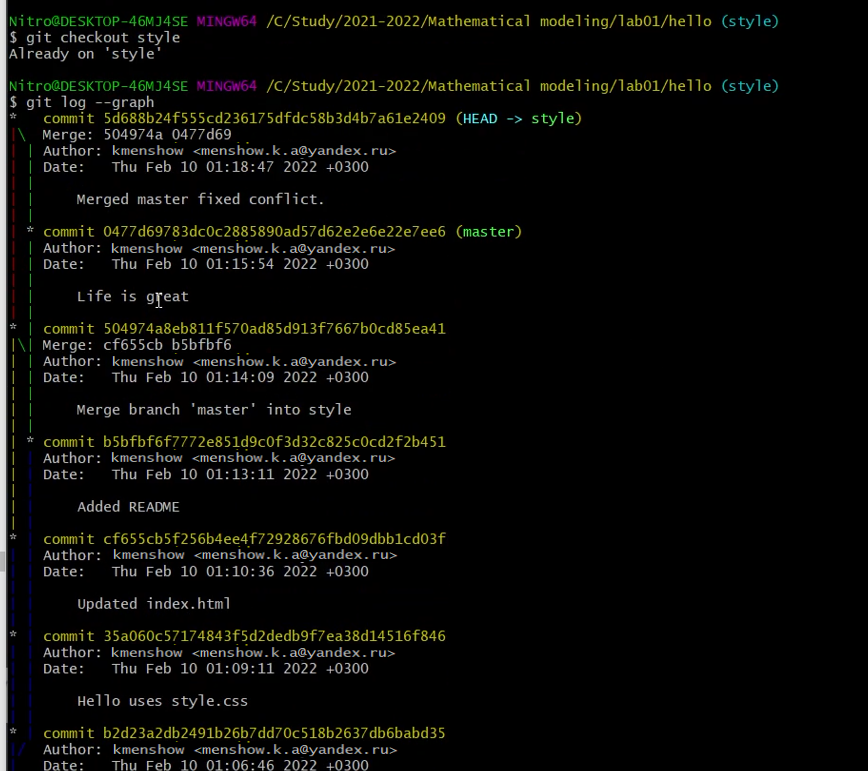 Nitro@DESKTOP-46MJ4SE MINGW64 /C/Study/2021-2022/Mathematical modeling/lab01/hello (style)
$ git checkout style
Already on 'style'
Nitro@DESKTOP-46MJ4SE MINGW64 /C/Study/2021-2022/Mathematical modeling/lab01/hello (style)
$ git log --graph
*   commit 5d688b24f555cd236175dfdc58b3d4b7a61e2409 (HEAD -> style)
|\  Merge: 504974a 0477d69
| | Author: kmenshow <menshow.k.a@yandex.ru>
| | Date:   Thu Feb 10 01:18:47 2022 +0300
| |
| |     Merged master fixed conflict.
| |
| * commit 0477d69783dc0c2885890ad57d62e2e6e22e7ee6 (master)
| | Author: kmenshow <menshow.k.a@yandex.ru>
| | Date:   Thu Feb 10 01:15:54 2022 +0300
| |
| |     Life is great
| |
* | commit 504974a8eb811f570ad85d913f7667b0cd85ea41
|\| Merge: cf655cb b5bfbf6
| | Author: kmenshow <menshow.k.a@yandex.ru>
| | Date:   Thu Feb 10 01:14:09 2022 +0300
| |
| |     Merge branch 'master' into style
| |
| * commit b5bfbf6f7772e851d9c0f3d32c825c0cd2f2b451
| | Author: kmenshow <menshow.k.a@yandex.ru>
| | Date:   Thu Feb 10 01:13:11 2022 +0300
| |
| |     Added README
| |
* | commit cf655cb5f256b4ee4f72928676fbd09dbb1cd03f
| | Author: kmenshow <menshow.k.a@yandex.ru>
| | Date:   Thu Feb 10 01:10:36 2022 +0300
| |
| |     Updated index.html
| |
* | commit 35a060c57174843f5d2dedb9f7ea38d14516f846
| | Author: kmenshow <menshow.k.a@yandex.ru>
| | Date:   Thu Feb 10 01:09:11 2022 +0300
| |
| |     Hello uses style.css
| |
* | commit b2d23a2db2491b26b7dd70c518b2637db6babd35
|/  Author: kmenshow <menshow.k.a@yandex.ru>
|   Date:   Thu Feb 10 01:06:46 2022 +0300